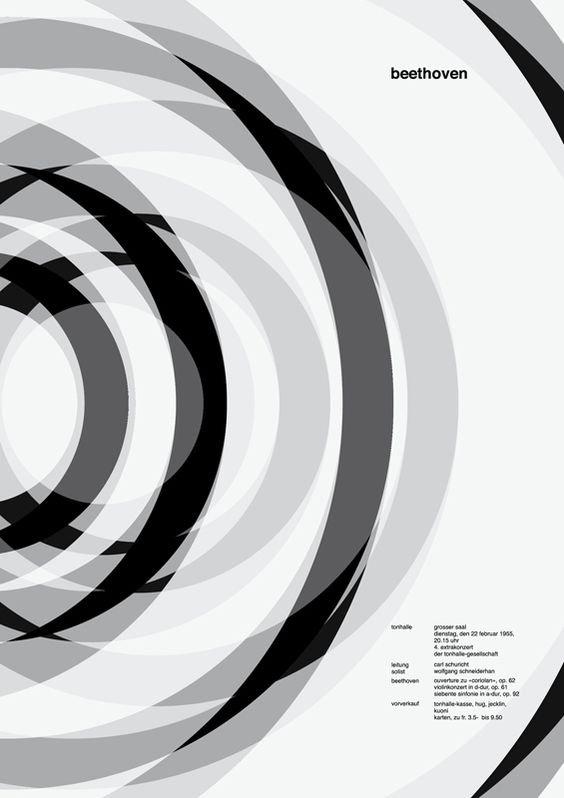 beethoven
tonhalle grosser saal
dienstag, den 22 februar 1955,
20.15 uhr
4. extrakonzert
der tonhalle-gesellschaft
leitung carl schuricht
solist wolfgang schneiderhan
beethoven ouverture zu «coriolan», op. 62
violinkonzert in d-dur, op. 61
siebente sinfonie in a-dur, op. 92
vorverkauf tonhalle-kasse, hug, jecklin,
kuoni
karten, zu fr. 3.5- bis 9.50